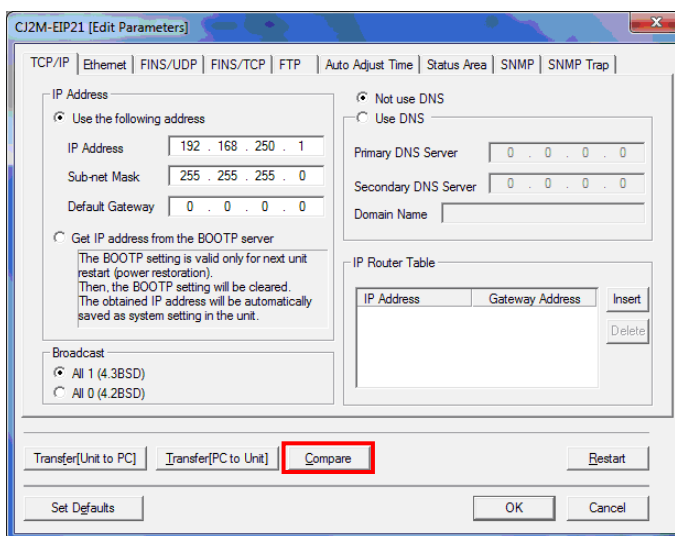 CJ2M-EIP21 [Edit Parameters]
TCP/IP Ethernet FINS/UDP FINS/TCP FTP Auto Adjust Time Status Area SNMP SNMP Trap
IP Address
Use the following address
IP Address 192 . 168 . 250 . 1
Sub-net Mask 255 . 255 . 255 . 0
Default Gateway 0 . 0 . 0 . 0
Get IP address from the BOOTP server
The BOOTP setting is valid only for next unit
restart (power restoration).
Then, the BOOTP setting will be cleared.
The obtained IP address will be automatically
saved as system setting in the unit.
Broadcast
All 1 (4.3BSD)
All 0 (4.2BSD)
Not use DNS
Use DNS
Primary DNS Server 0 . 0 . 0 . 0
Secondary DNS Server 0 . 0 . 0 . 0
Domain Name
IP Router Table
IP Address Gateway Address
Insert
Delete
Transfer[Unit to PC] Transfer[PC to Unit] Compare Restart
Set Defaults OK Cancel